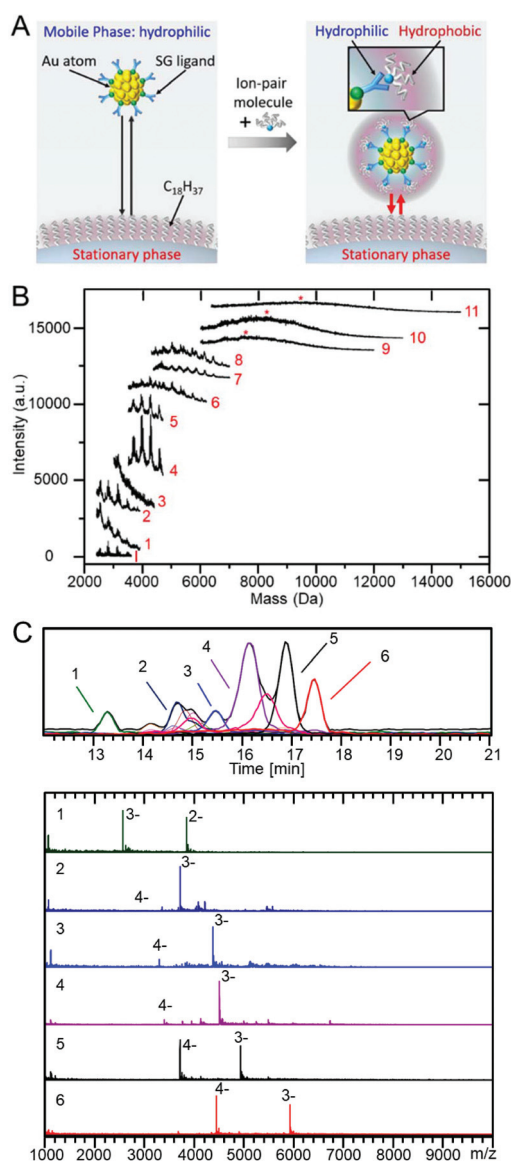 A
Mobile Phase: hydrophilic
Au atom
SG ligand
C18H37
Stationary phase
Ion-pair
molecule
+
Hydrophilic
Hydrophobic
Stationary phase
B
Intensity (a.u.)
15000
10000
5000
0
11
10
9
8
7
6
5
4
3
2
1
2000 4000 6000 8000 10000 12000 14000 16000
Mass (Da)
C
1
2
3
4
5
6
13 14 15 16 17 18 19 20 21
Time [min]
1 3- 2-
2 4- 3-
3 4- 3-
4 4- 3-
5 4- 3-
6 4- 3-
1000 2000 3000 4000 5000 6000 7000 8000 9000 m/z